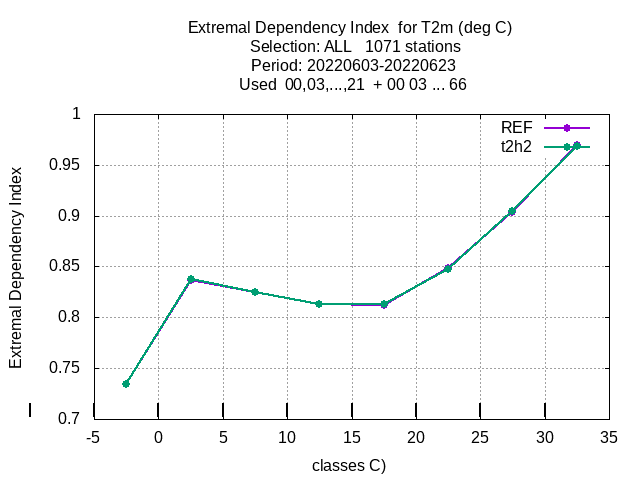 Extremal Dependency Index  for T2m (deg C)
Selection: ALL   1071 stations
Period: 20220603-20220623
Used  00,03,...,21  + 00 03 ... 66
REF
t2h2
1
0.95
0.9
0.85
0.8
0.75
0.7
Extremal Dependency Index
-5
0
5
10
15
20
25
30
35
classes C)